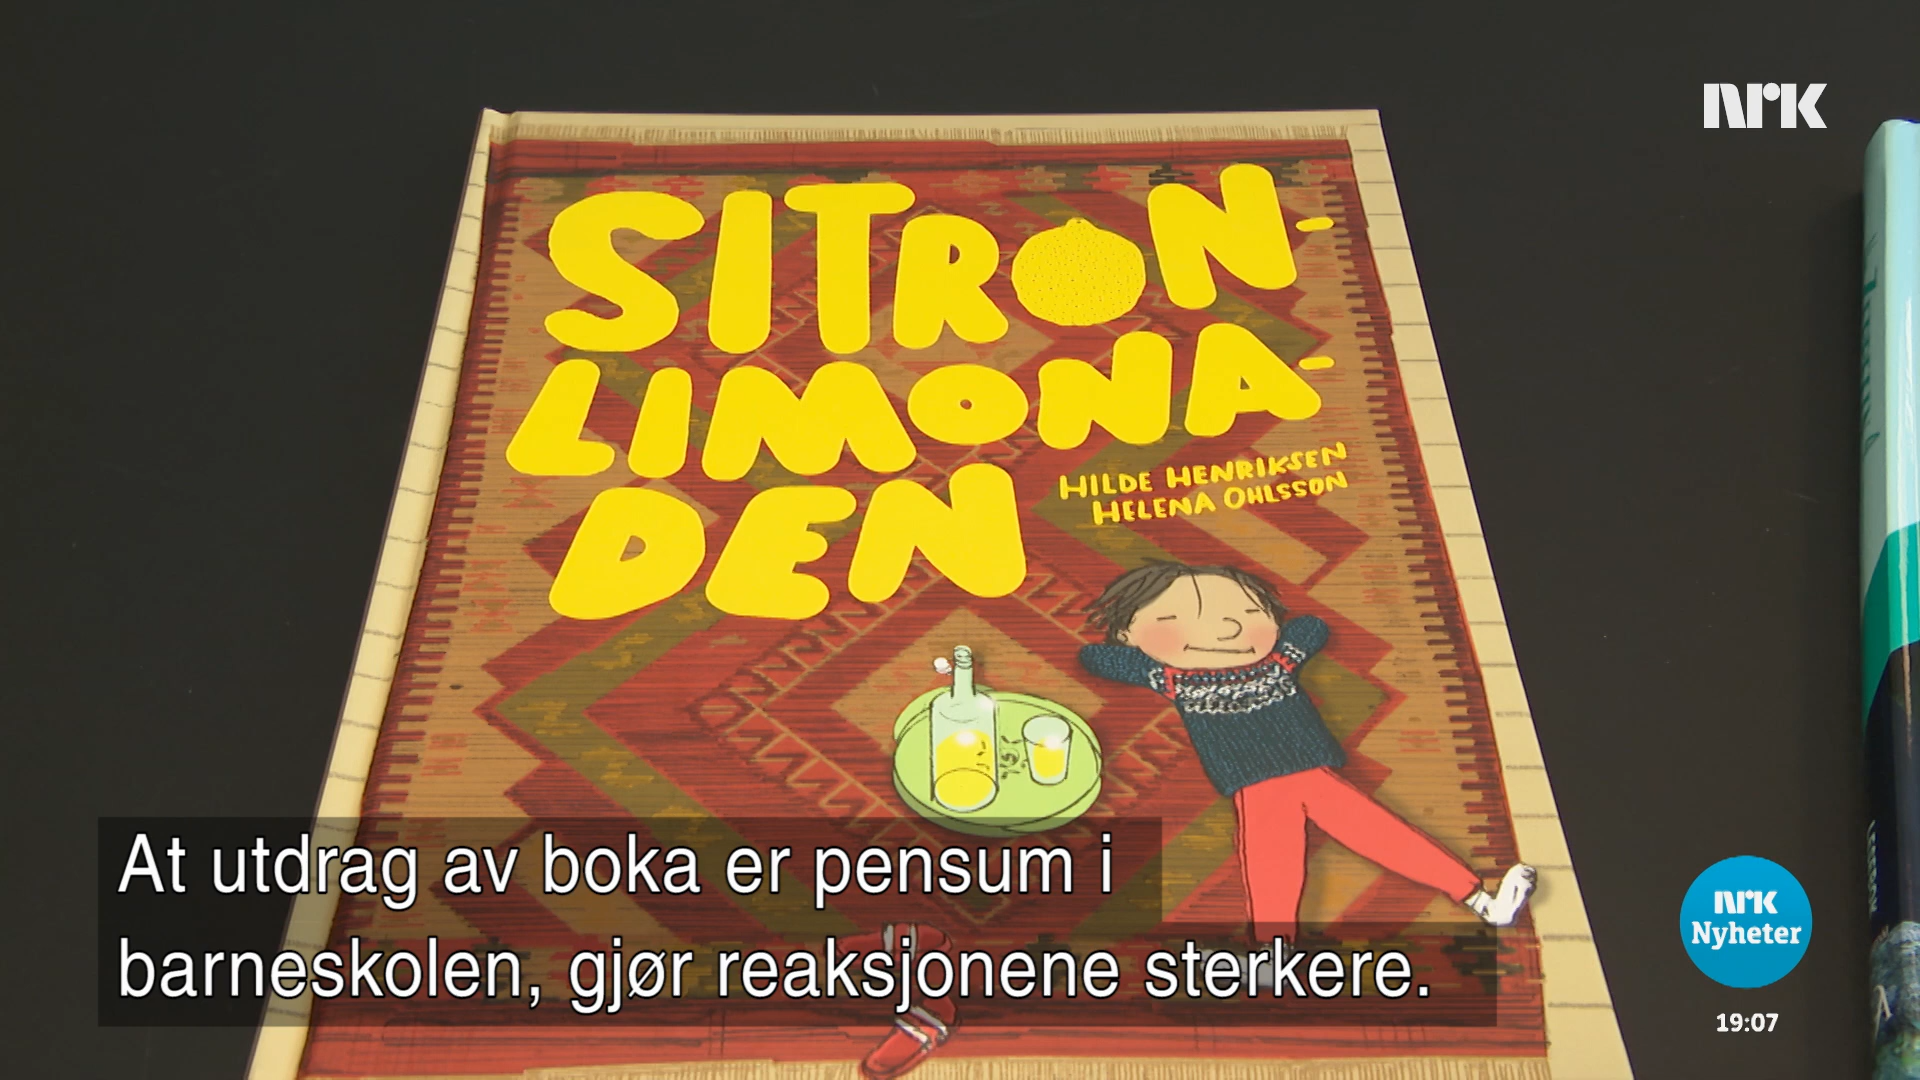 nrk
SITRON-
LIMONA-
DEN
HILDE HENRIKSEN
HELENA OHLSSON
At utdrag av boka er pensum i
barneskolen, gjør reaksjonene sterkere.
nrk
Nyheter
19:07